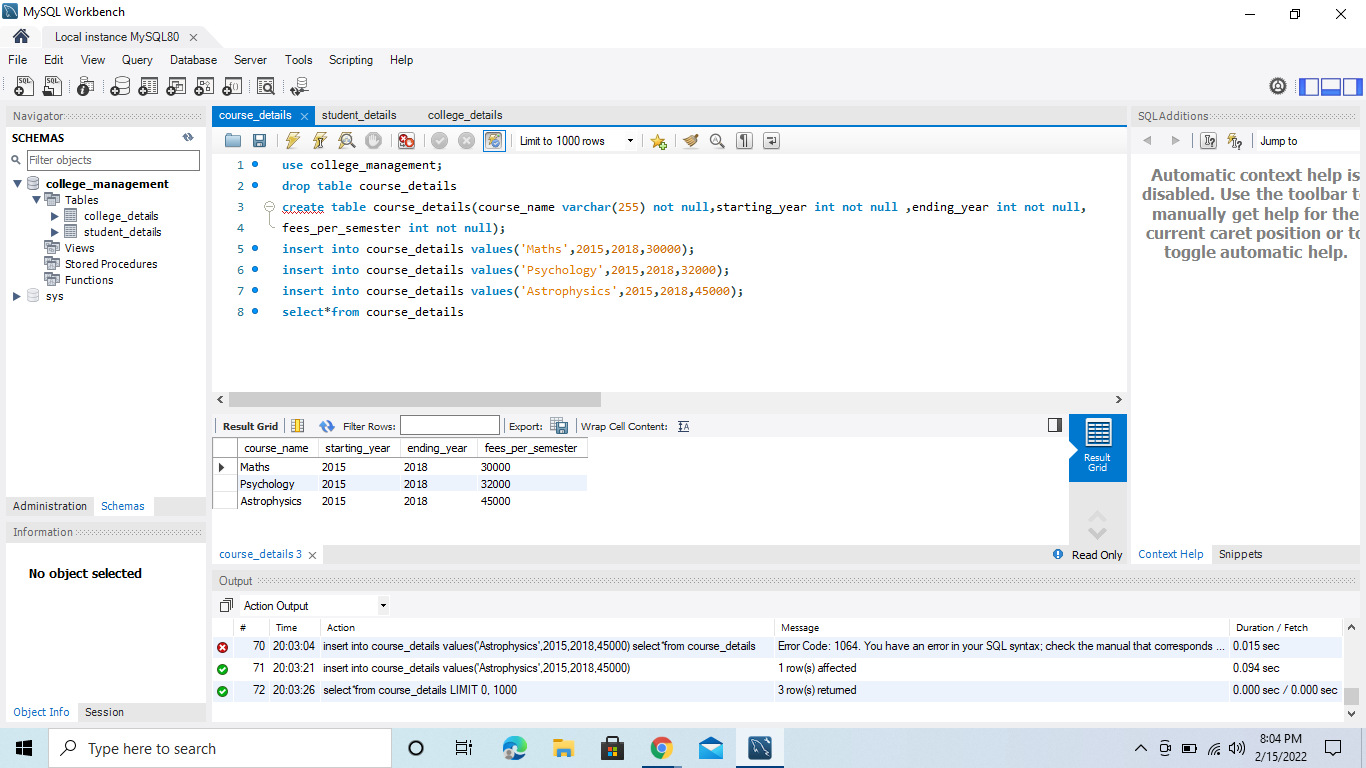 MySQL Workbench
Local instance MySQL80
File Edit View Query Database Server Tools Scripting Help
Navigator
SCHEMAS
Filter objects
college_management
Tables
college_details
student_details
Views
Stored Procedures
Functions
sys
Administration Schemas
Information
No object selected
Object Info Session
course_details student_details college_details
Limit to 1000 rows
1 use college_management;
2 drop table course_details
3 create table course_details(course_name varchar(255) not null,starting_year int not null ,ending_year int not null,
4 fees_per_semester int not null);
5 insert into course_details values('Maths',2015,2018,30000);
6 insert into course_details values('Psychology',2015,2018,32000);
7 insert into course_details values('Astrophysics',2015,2018,45000);
8 select*from course_details
Result Grid Filter Rows: Export: Wrap Cell Content:
course_name starting_year ending_year fees_per_semester
Maths 2015 2018 30000
Psychology 2015 2018 32000
Astrophysics 2015 2018 45000
Result
Grid
course_details 3
Read Only
SQLAdditions
Jump to
Automatic context help is
disabled. Use the toolbar to
manually get help for the
current caret position or to
toggle automatic help.
Context Help Snippets
Output
Action Output
# Time Action Message Duration / Fetch
70 20:03:04 insert into course_details values('Astrophysics',2015,2018,45000) select*from course_details Error Code: 1064. You have an error in your SQL syntax; check the manual that corresponds ... 0.015 sec
71 20:03:21 insert into course_details values('Astrophysics',2015,2018,45000) 1 row(s) affected 0.094 sec
72 20:03:26 select*from course_details LIMIT 0, 1000 3 row(s) returned 0.000 sec / 0.000 sec
Type here to search
8:04 PM
2/15/2022